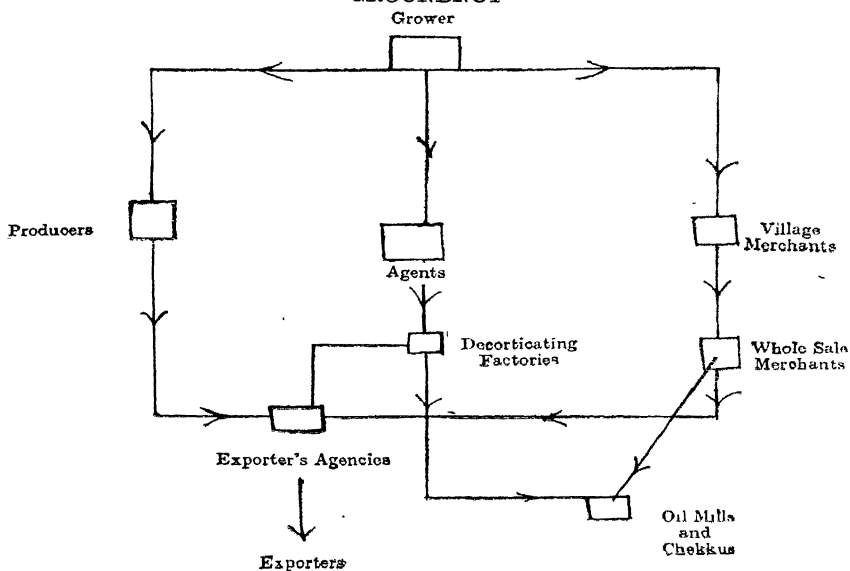 Grower
Producers
Agents
Village
Merchants
Decorticating
Factories
Whole Sale
Merchants
Exporter's Agencies
Oil Mills
and
Chekkus
Exporters